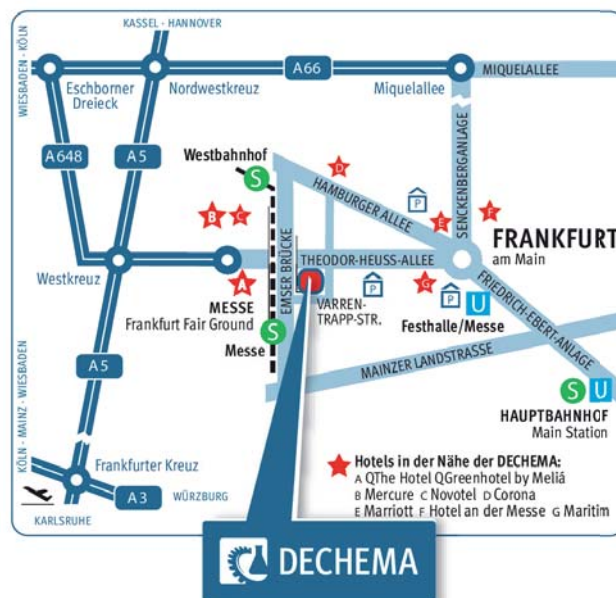 KASSEL - HANNOVER
WIESBADEN - KÖLN
A66
MIQUELALLEE
Eschborner
Dreieck
Nordwestkreuz
Miquelallee
A648
A5
Westbahnhof
S
D
HAMBURGER ALLEE
P
SENCKENBERGANLAGE
B
C
E
F
FRANKFURT
am Main
THEODOR-HEUSS-ALLEE
Westkreuz
A
EMSER BRÜCKE
P
G
P
U
FRIEDRICH-EBERT-ANLAGE
MESSE
Frankfurt Fair Ground
VARREN-
TRAPP-STR.
Festhalle/Messe
S
Messe
MAINZER LANDSTRASSE
A5
S
U
HAUPTBAHNHOF
Main Station
KÖLN - MAINZ - WIESBADEN
Frankfurter Kreuz
A3
WÜRZBURG
KARLSRUHE
Hotels in der Nähe der DECHEMA:
A QThe Hotel QGreenhotel by Meliá
B Mercure C Novotel D Corona
E Marriott F Hotel an der Messe G Maritim
DECHEMA